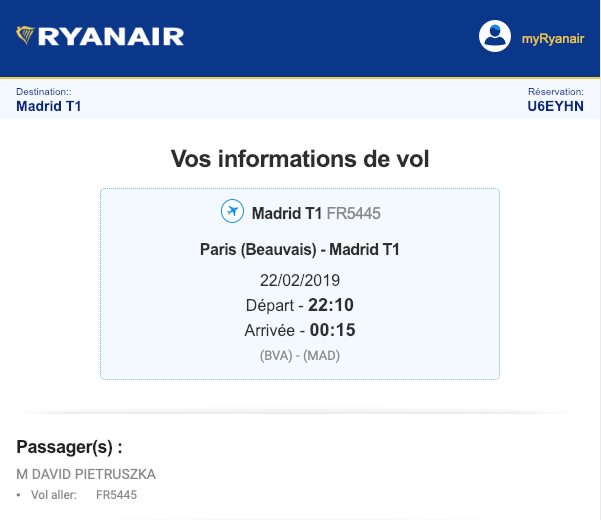 RYANAIR
myRyanair
Destination::
Réservation:
Madrid T1
U6EYHN
Vos informations de vol
Madrid T1 FR5445
Paris (Beauvais) - Madrid T1
22/02/2019
Départ - 22:10
Arrivée - 00:15
(BVA) - (MAD)
Passager(s) :
M DAVID PIETRUSZKA
• Vol aller: FR5445